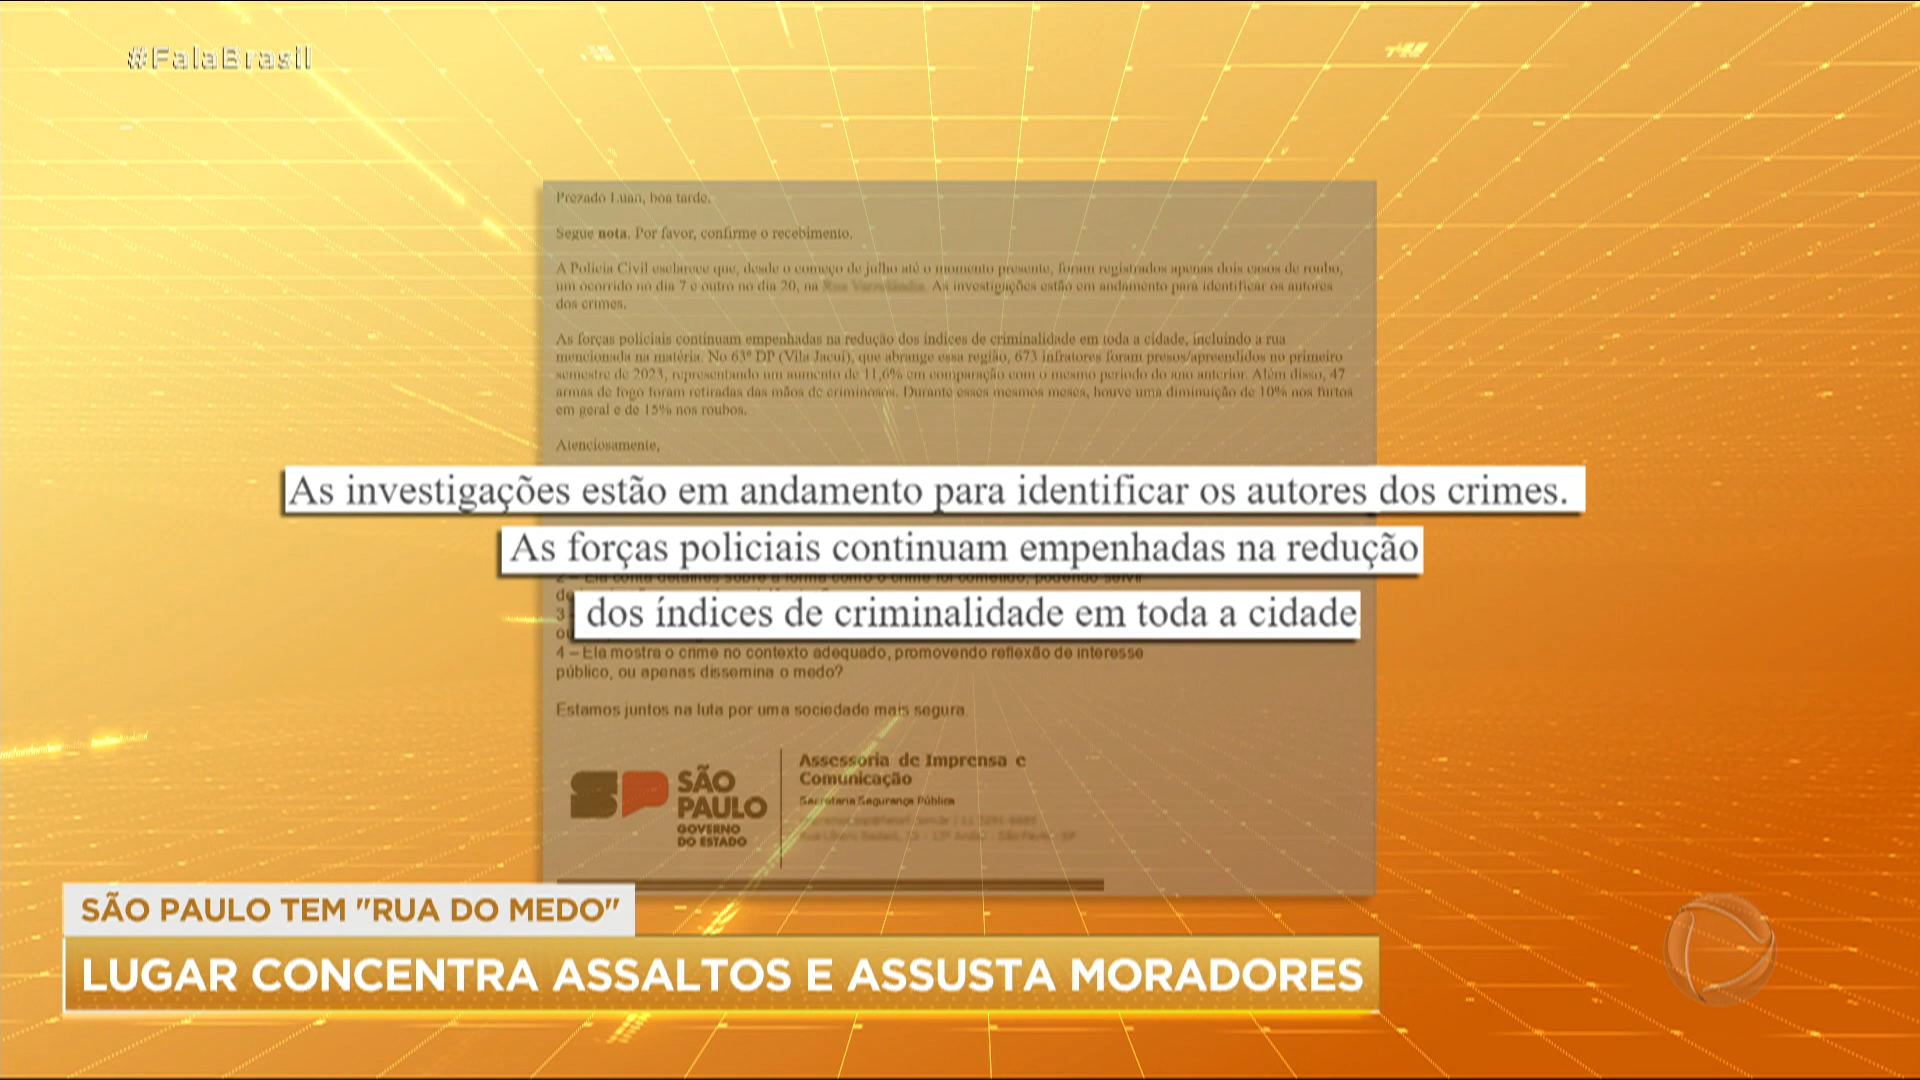 #FalaBrasil
Prezado Luan, boa tarde.
Segue nota. Por favor, confirme o recebimento.
A Polícia Civil esclarece que, desde o começo de julho até o momento presente, foram registrados apenas dois casos de roubo,
um ocorrido no dia 7 e outro no dia 20, na As investigações estão em andamento para identificar os autores
dos crimes.
As forças policiais continuam empenhadas na redução dos índices de criminalidade em toda a cidade, incluindo a rua
mencionada na matéria. No 63º DP (Vila Jacuí), que abrange essa região, 673 infratores foram presos/apreendidos no primeiro
semestre de 2023, representando um aumento de 11,6% em comparação com o mesmo período do ano anterior. Além disso, 47
armas de fogo foram retiradas das mãos de criminosos. Durante esses mesmos meses, houve uma diminuição de 10% nos furtos
em geral e de 15% nos roubos.
Atenciosamente,
As investigações estão em andamento para identificar os autores dos crimes.
As forças policiais continuam empenhadas na redução
dos índices de criminalidade em toda a cidade
4 – Ela mostra o crime no contexto adequado, promovendo reflexão de interesse
público, ou apenas dissemina o medo?
Estamos juntos na luta por uma sociedade mais segura.
SÃO
PAULO
GOVERNO
DO ESTADO
Assessoria de Imprensa e
Comunicação
Secretaria Segurança Pública
SÃO PAULO TEM "RUA DO MEDO"
LUGAR CONCENTRA ASSALTOS E ASSUSTA MORADORES